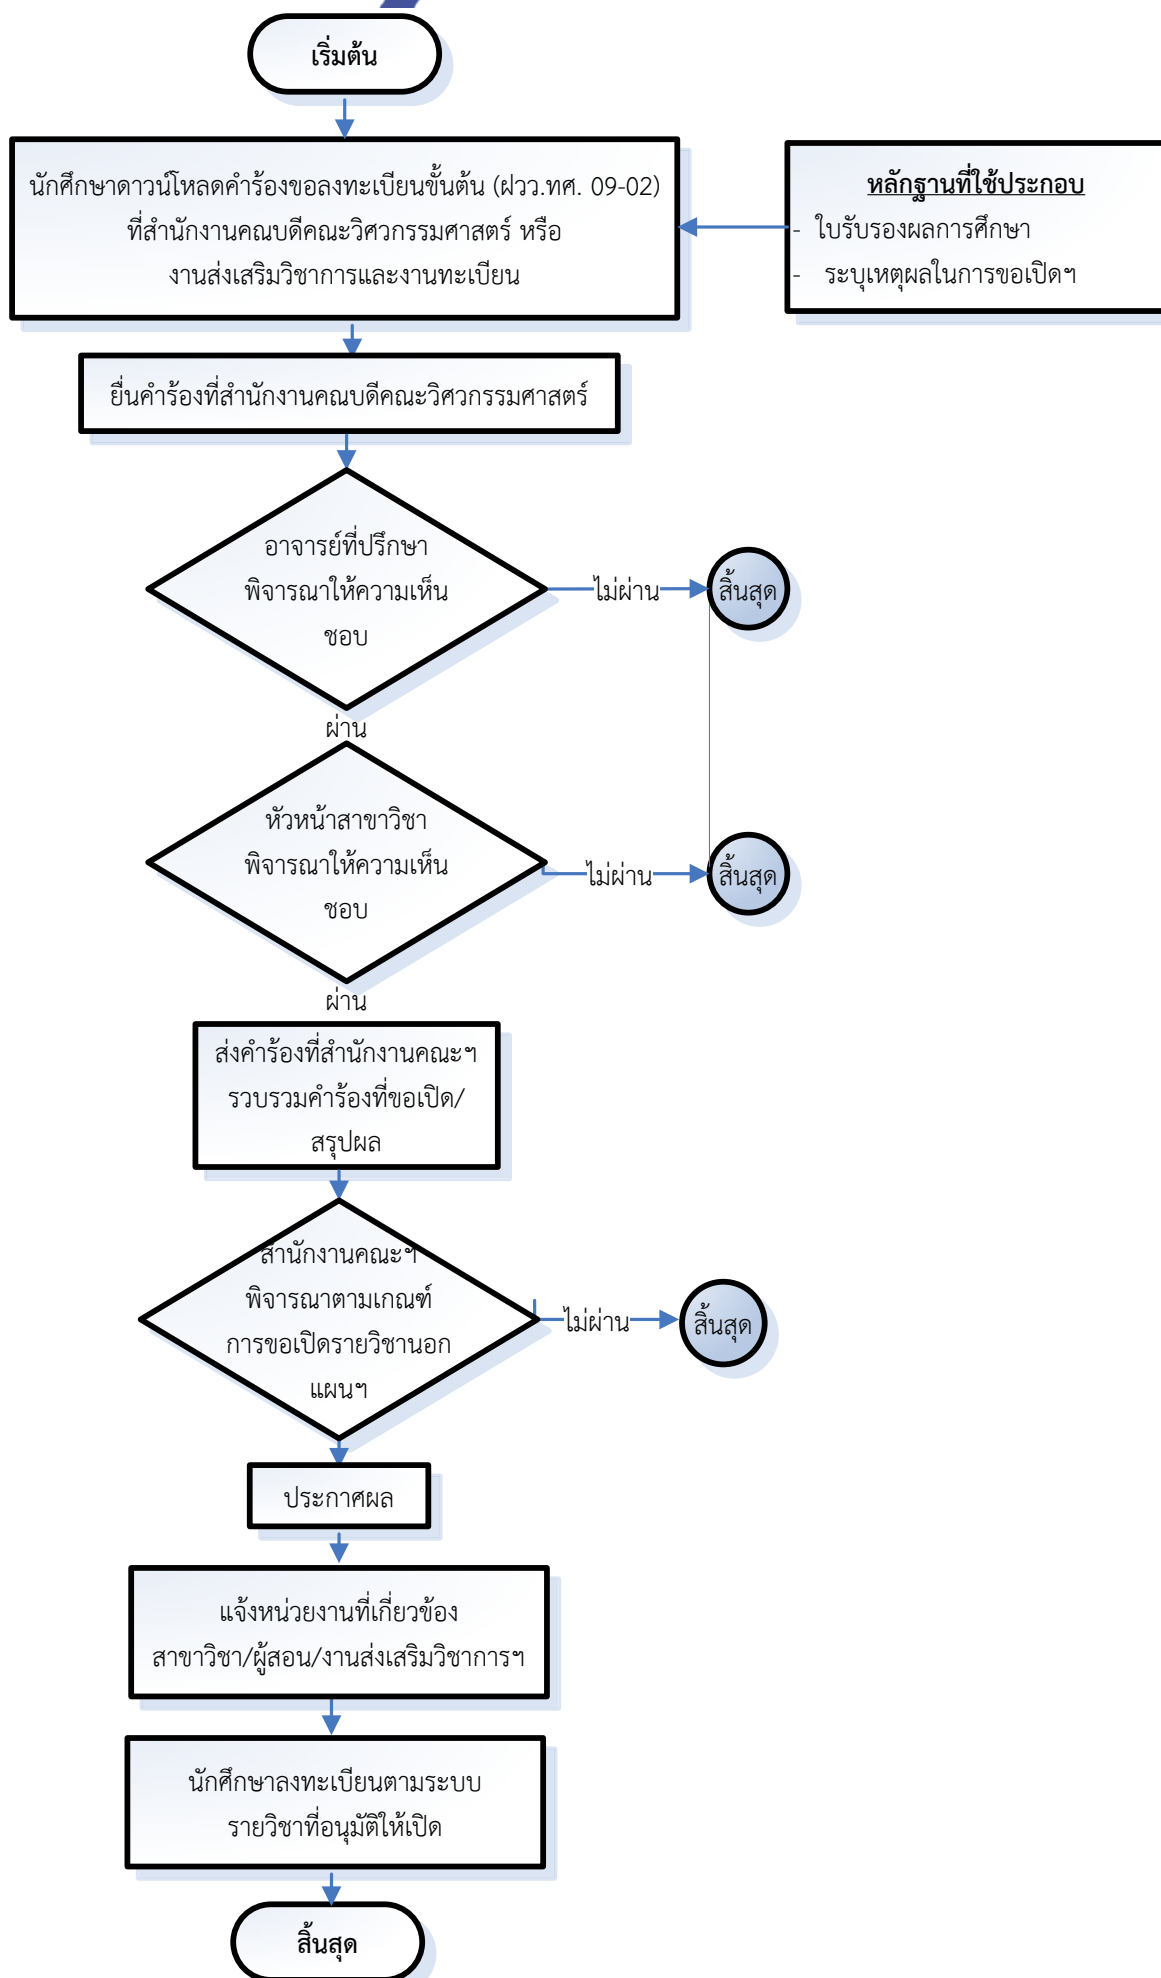 เริ่มต้น
นักศึกษาดาวน์โหลดคำร้องขอลงทะเบียนขั้นต้น (ฝวว.ทศ. 09-02)
ที่สำนักงานคณบดีคณะวิศวกรรมศาสตร์ หรือ
งานส่งเสริมวิชาการและงานทะเบียน
หลักฐานที่ใช้ประกอบ
- ใบรับรองผลการศึกษา
- ระบุเหตุผลในการขอเปิดฯ
ยื่นคำร้องที่สำนักงานคณบดีคณะวิศวกรรมศาสตร์
อาจารย์ที่ปรึกษา
พิจารณาให้ความเห็น
ชอบ
ไม่ผ่าน
สิ้นสุด
ผ่าน
หัวหน้าสาขาวิชา
พิจารณาให้ความเห็น
ชอบ
ไม่ผ่าน
สิ้นสุด
ผ่าน
ส่งคำร้องที่สำนักงานคณะฯ
รวบรวมคำร้องที่ขอเปิด/
สรุปผล
สำนักงานคณะฯ
พิจารณาตามเกณฑ์
การขอเปิดรายวิชานอก
แผนฯ
ไม่ผ่าน
สิ้นสุด
ประกาศผล
แจ้งหน่วยงานที่เกี่ยวข้อง
สาขาวิชา/ผู้สอน/งานส่งเสริมวิชาการฯ
นักศึกษาลงทะเบียนตามระบบ
รายวิชาที่อนุมัติให้เปิด
สิ้นสุด